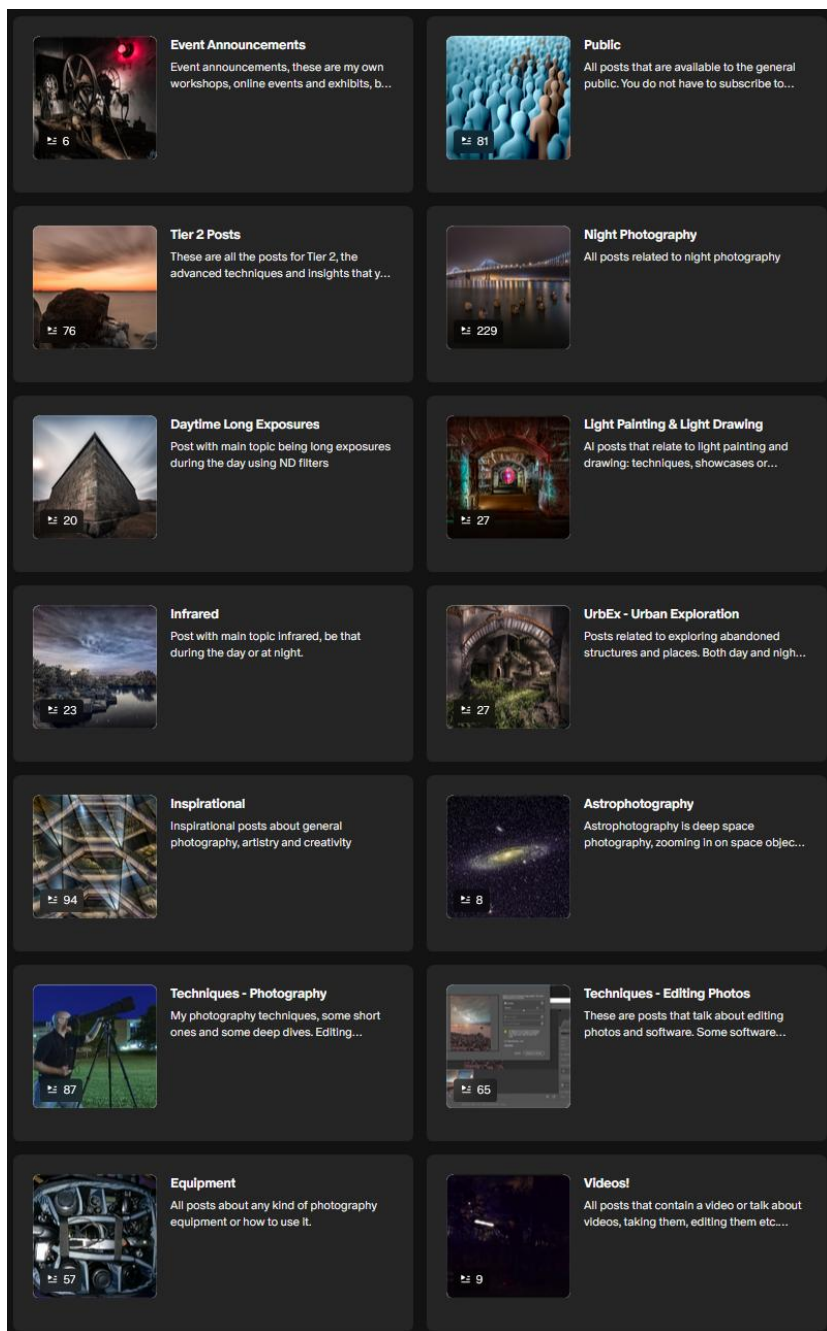 Event Announcements
Event announcements, these are my own
workshops, online events and exhibits, b...
6
Public
All posts that are available to the general
public. You do not have to subscribe to...
81
Tier 2 Posts
These are all the posts for Tier 2, the
advanced techniques and insights that y...
76
Night Photography
All posts related to night photography
229
Daytime Long Exposures
Post with main topic being long exposures
during the day using ND filters
20
Light Painting & Light Drawing
Al posts that relate to light painting and
drawing: techniques, showcases or...
27
Infrared
Post with main topic infrared, be that
during the day or at night.
23
UrbEx - Urban Exploration
Posts related to exploring abandoned
structures and places. Both day and nigh...
27
Inspirational
Inspirational posts about general
photography, artistry and creativity
94
Astrophotography
Astrophotography is deep space
photography, zooming in on space objec...
8
Techniques - Photography
My photography techniques, some short
ones and some deep dives. Editing...
87
Techniques - Editing Photos
These are posts that talk about editing
photos and software. Some software...
65
Equipment
All posts about any kind of photography
equipment or how to use it.
57
Videos!
All posts that contain a video or talk about
videos, taking them, editing them etc....
9